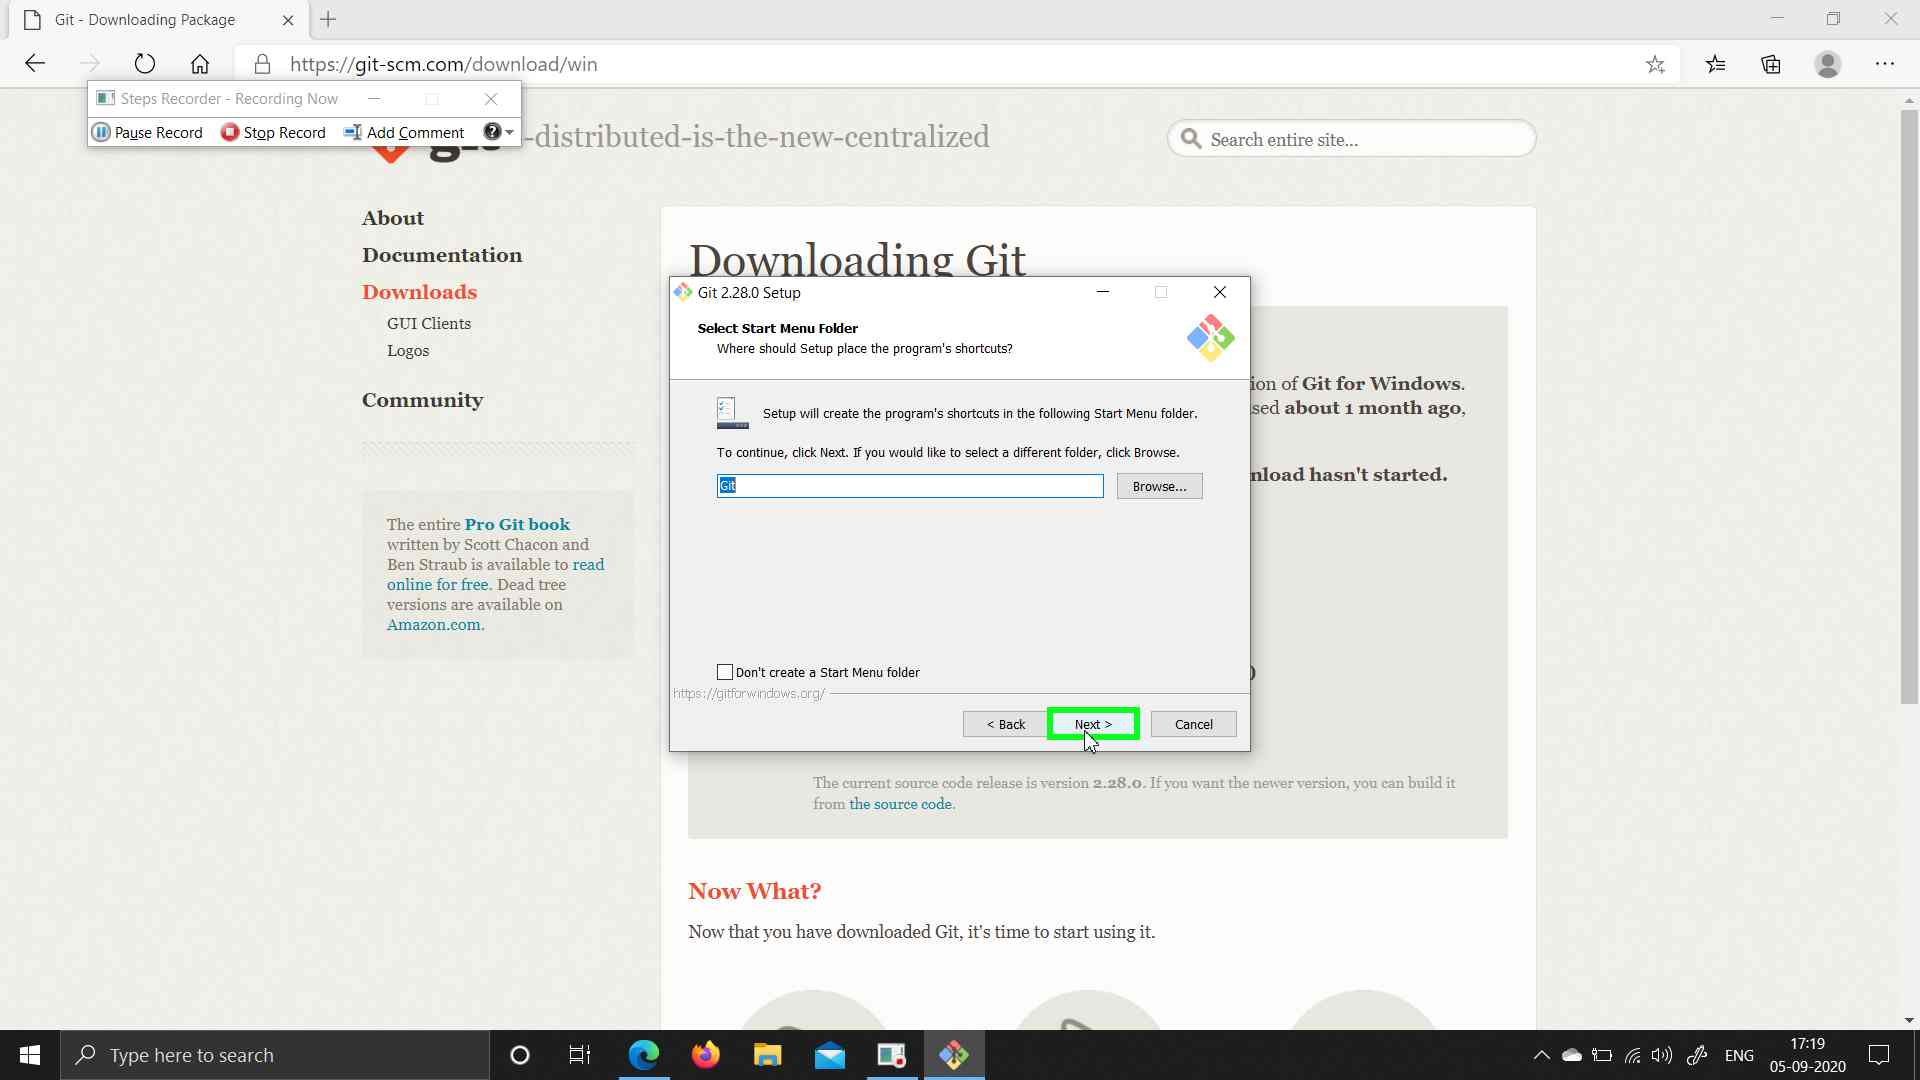 Git - Downloading Package
https://git-scm.com/download/win
Steps Recorder - Recording Now
Pause Record Stop Record Add Comment
--distributed-is-the-new-centralized
Search entire site...
About
Documentation
Downloads
GUI Clients
Logos
Community
The entire Pro Git book
written by Scott Chacon and
Ben Straub is available to read
online for free. Dead tree
versions are available on
Amazon.com.
Downloading Git
ion of Git for Windows.
sed about 1 month ago,
nload hasn't started.
Git 2.28.0 Setup
Select Start Menu Folder
Where should Setup place the program's shortcuts?
Setup will create the program's shortcuts in the following Start Menu folder.
To continue, click Next. If you would like to select a different folder, click Browse.
Git
Browse...
Don't create a Start Menu folder
https://gitforwindows.org/
< Back Next > Cancel
The current source code release is version 2.28.0. If you want the newer version, you can build it
from the source code.
Now What?
Now that you have downloaded Git, it's time to start using it.
Type here to search
ENG
17:19
05-09-2020